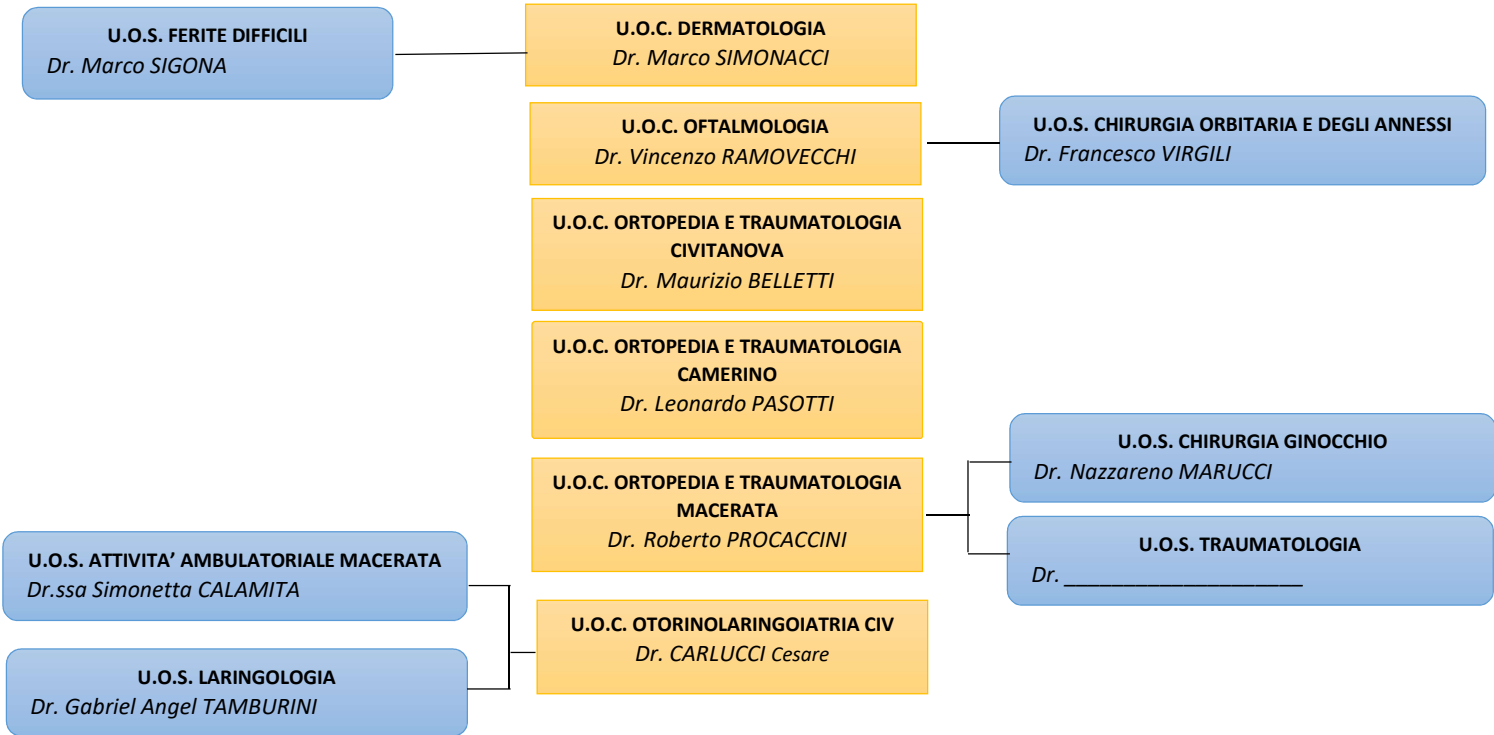 U.O.S. FERITE DIFFICILI
Dr. Marco SIGONA
U.O.C. DERMATOLOGIA
Dr. Marco SIMONACCI
U.O.C. OFTALMOLOGIA
Dr. Vincenzo RAMOVECCHI
U.O.S. CHIRURGIA ORBITARIA E DEGLI ANNESSI
Dr. Francesco VIRGILI
U.O.C. ORTOPEDIA E TRAUMATOLOGIA
CIVITANOVA
Dr. Maurizio BELLETTI
U.O.C. ORTOPEDIA E TRAUMATOLOGIA
CAMERINO
Dr. Leonardo PASOTTI
U.O.C. ORTOPEDIA E TRAUMATOLOGIA
MACERATA
Dr. Roberto PROCACCINI
U.O.S. CHIRURGIA GINOCCHIO
Dr. Nazzareno MARUCCI
U.O.S. TRAUMATOLOGIA
Dr. ____________________
U.O.S. ATTIVITA’ AMBULATORIALE MACERATA
Dr.ssa Simonetta CALAMITA
U.O.C. OTORINOLARINGOIATRIA CIV
Dr. CARLUCCI Cesare
U.O.S. LARINGOLOGIA
Dr. Gabriel Angel TAMBURINI